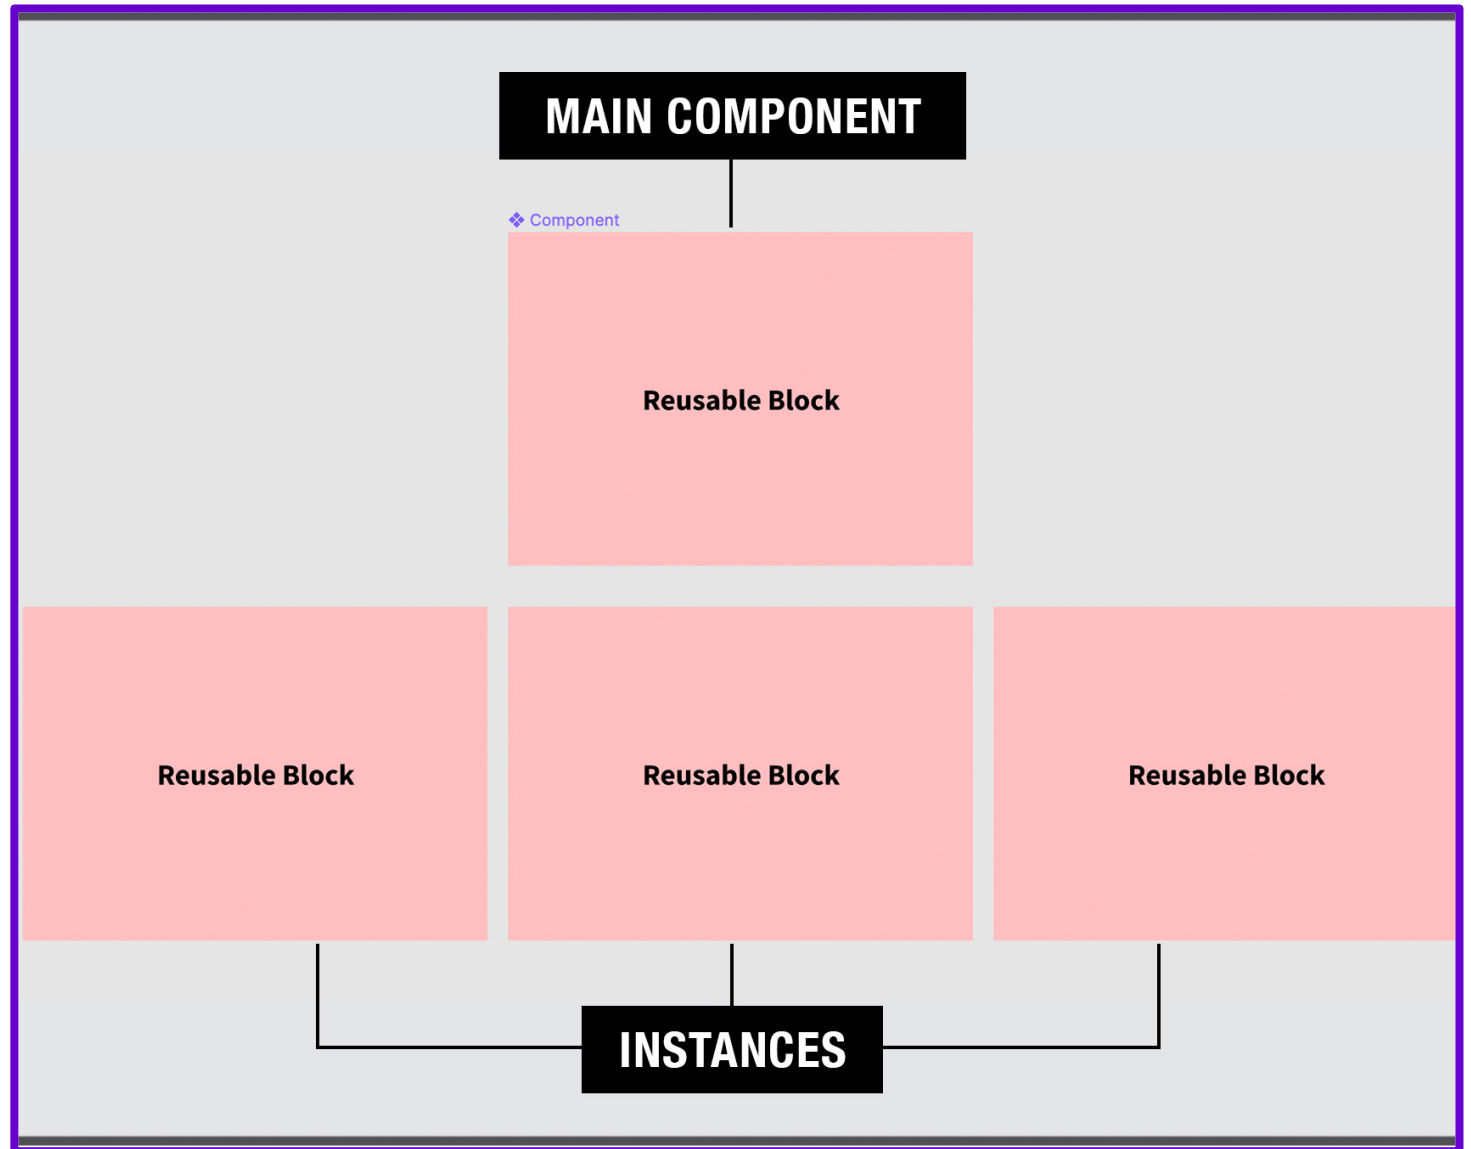 MAIN COMPONENT
Component
Reusable Block
Reusable Block
Reusable Block
Reusable Block
INSTANCES